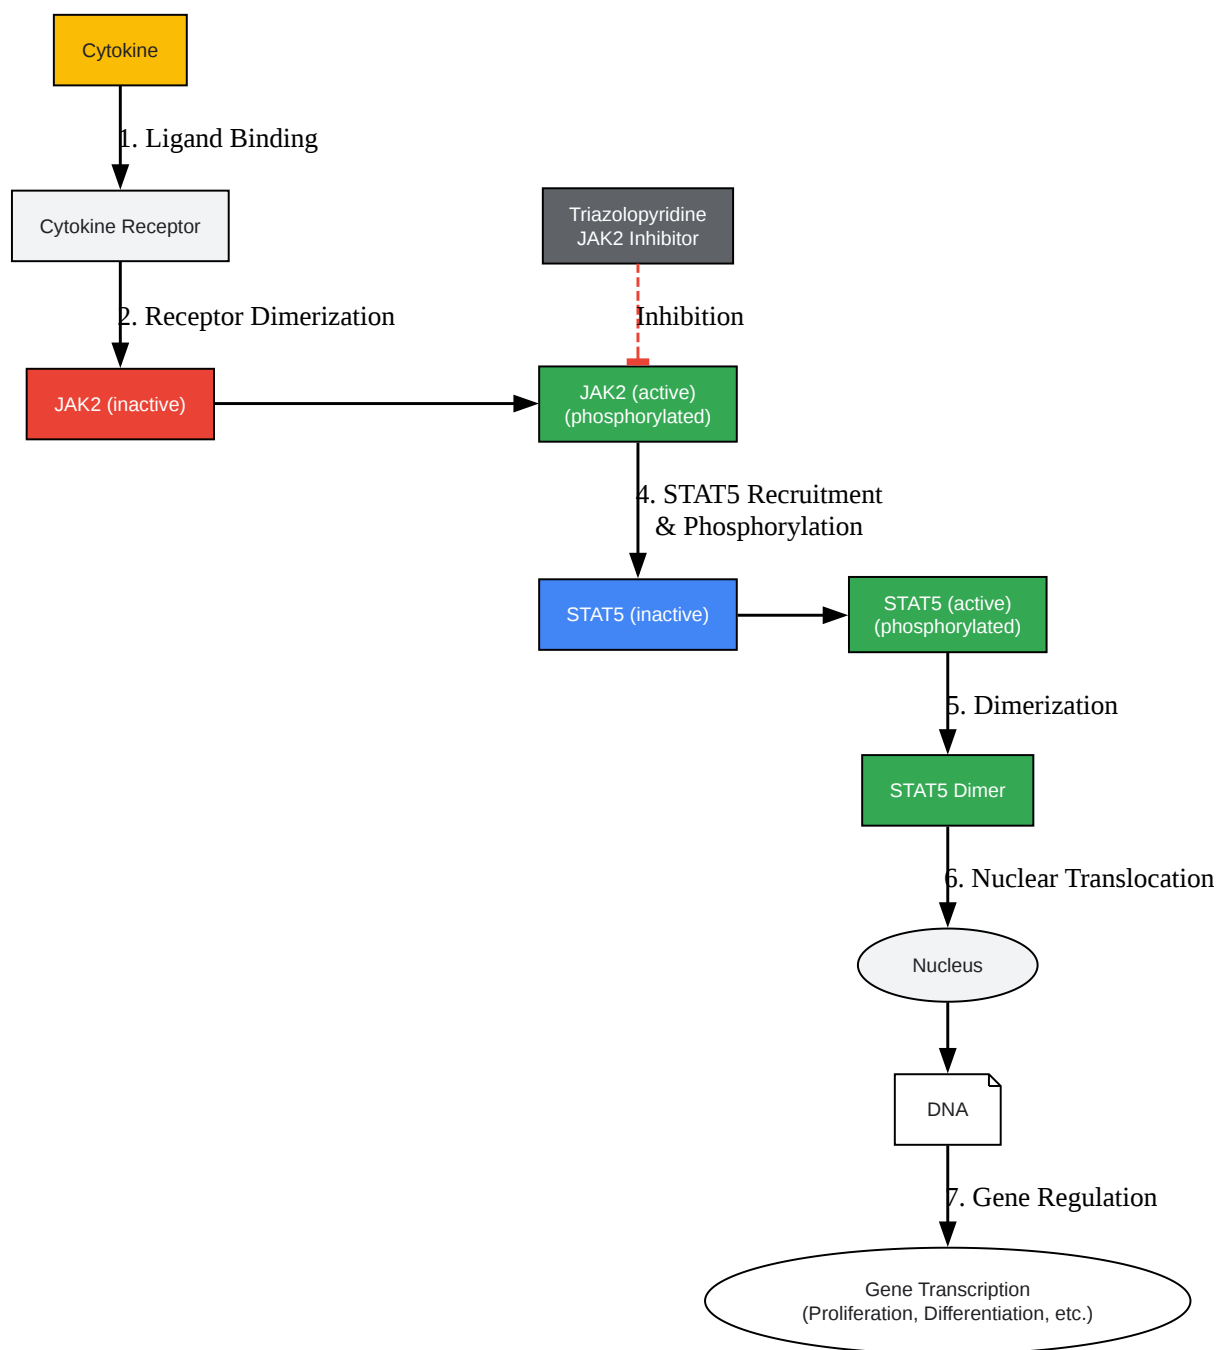 Cytokine
1. Ligand Binding
Cytokine Receptor
Triazolopyridine
JAK2 Inhibitor
2. Receptor Dimerization
Inhibition
JAK2 (inactive)
JAK2 (active)
(phosphorylated)
4. STAT5 Recruitment
& Phosphorylation
STAT5 (inactive)
STAT5 (active)
(phosphorylated)
5. Dimerization
STAT5 Dimer
6. Nuclear Translocation
Nucleus
DNA
7. Gene Regulation
Gene Transcription
(Proliferation, Differentiation, etc.)